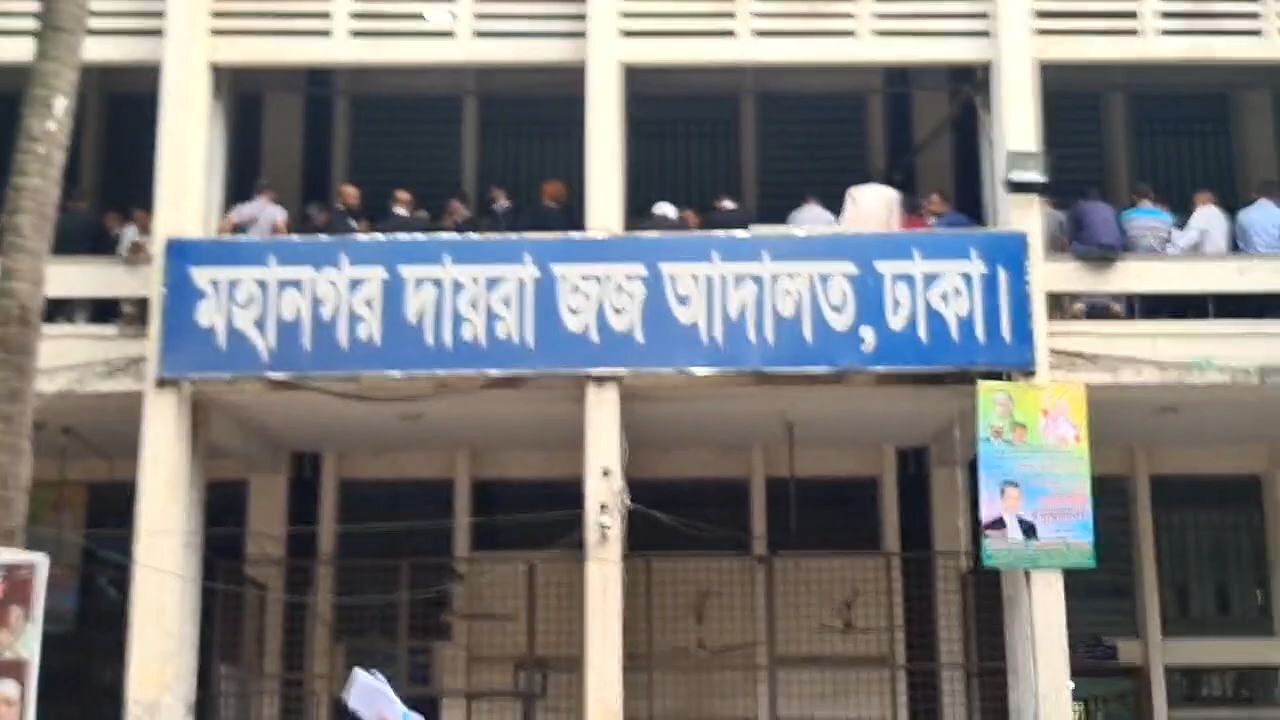 মহানগর দায়রা জজ আদালত, ঢাকা।